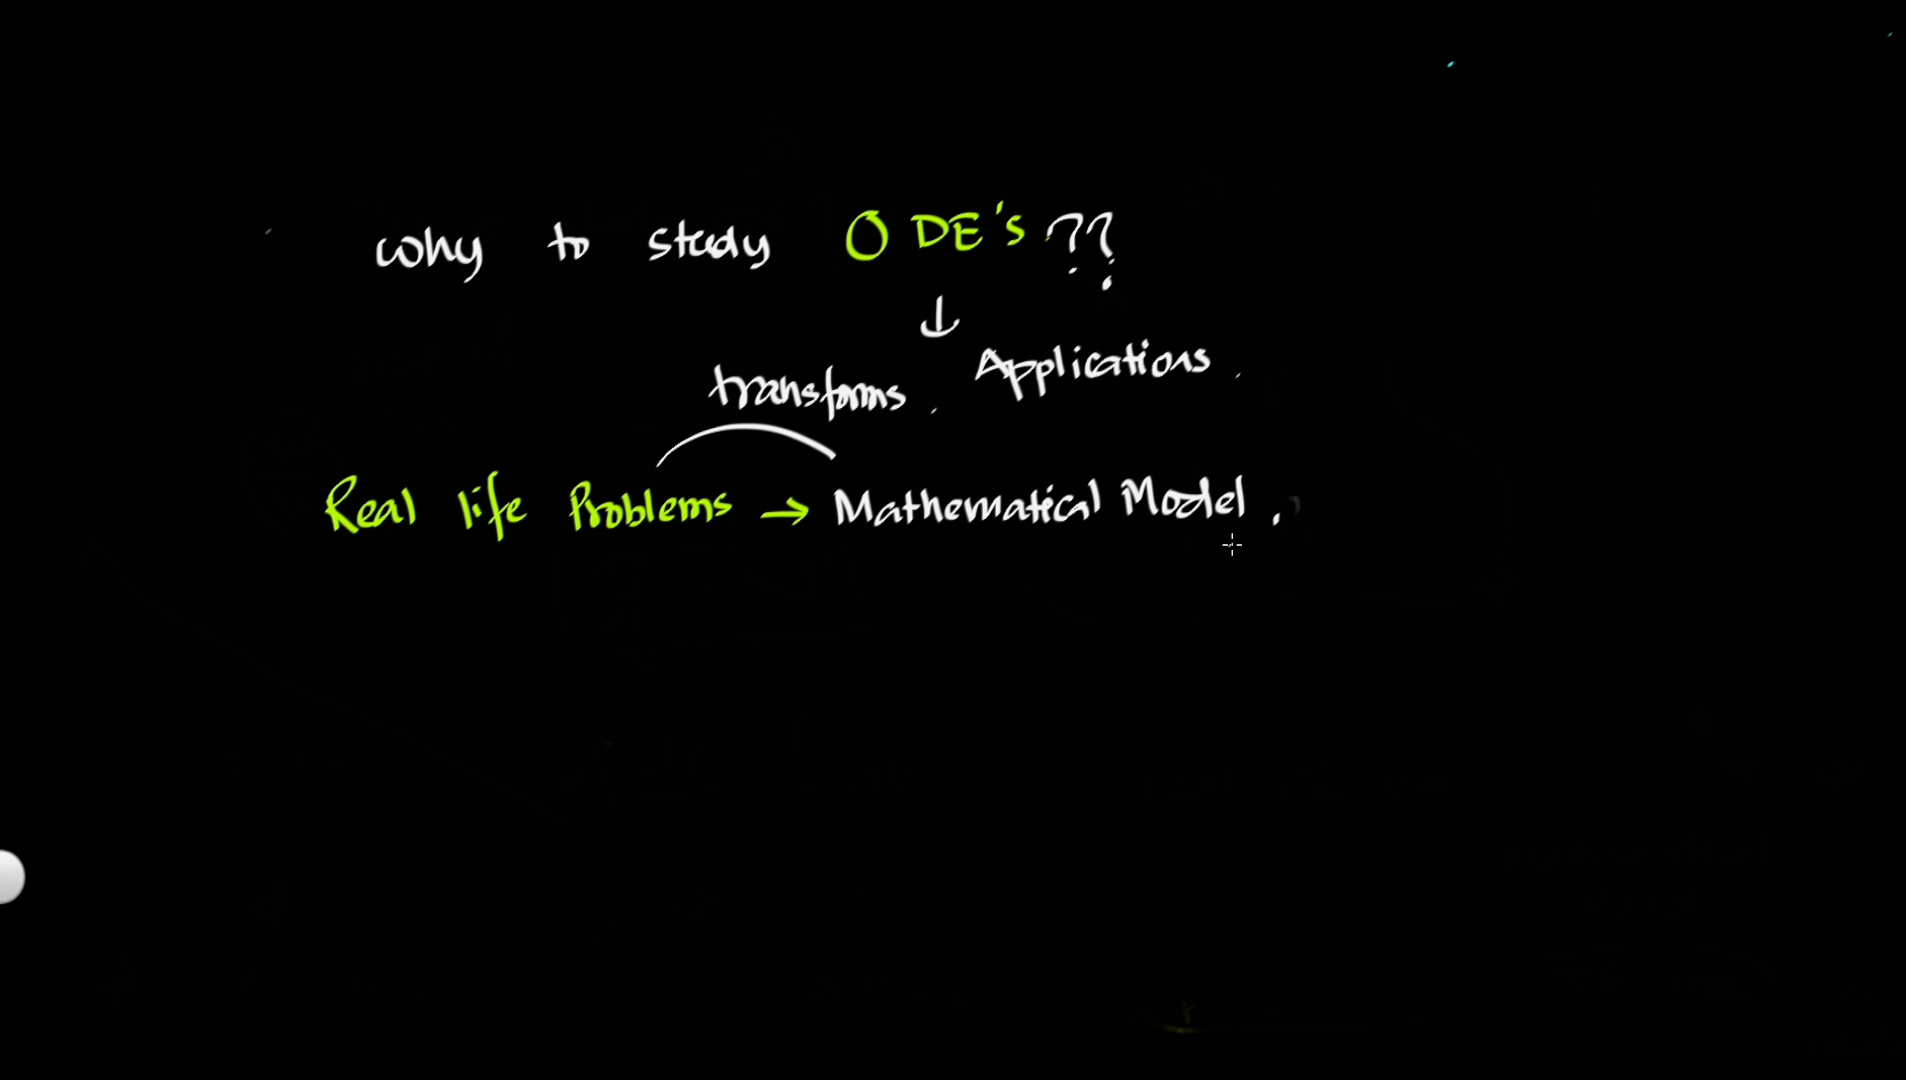 why to study ODE's ??
↓
Applications.
transforms.
Real life Problems → Mathematical Model.